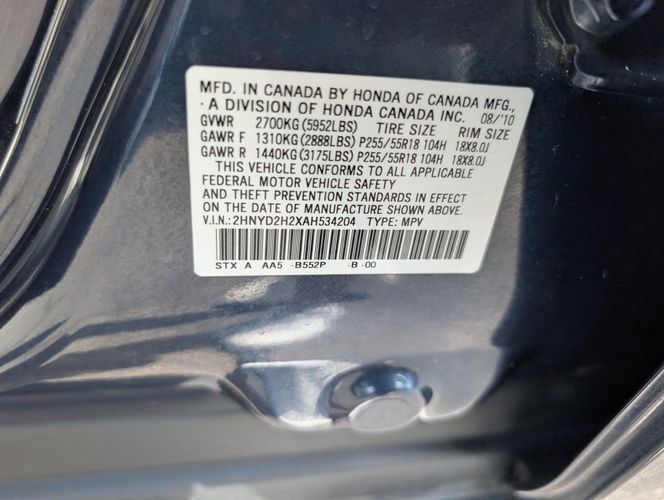 MFD. IN CANADA BY HONDA OF CANADA MFG.,
A DIVISION OF HONDA CANADA INC. 08/'10
GVWR 2700KG(5952LBS) TIRE SIZE RIM SIZE
GAWR F 1310KG(2888LBS) P255/55R18 104H 18X8.0J
GAWR R 1440KG(3175LBS) P255/55R18 104H 18X8.0J
THIS VEHICLE CONFORMS TO ALL APPLICABLE
FEDERAL MOTOR VEHICLE SAFETY
AND THEFT PREVENTION STANDARDS IN EFFECT
ON THE DATE OF MANUFACTURE SHOWN ABOVE.
V.I.N.:2HNYD2H2XAH534204 TYPE: MPV
STX A AA5 -B552P -B -00